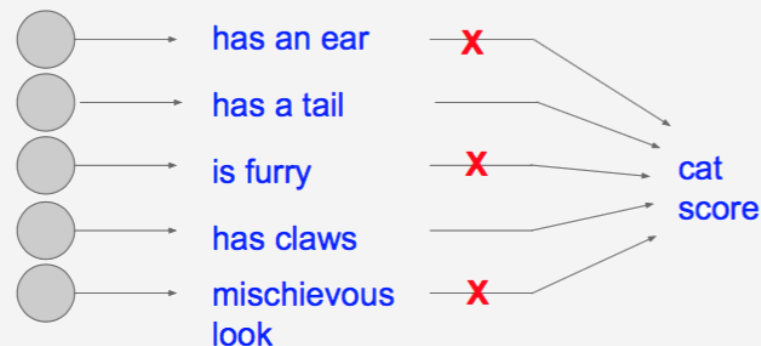 has an ear
X
has a tail
is furry
X
has claws
mischievous
look
X
cat
score